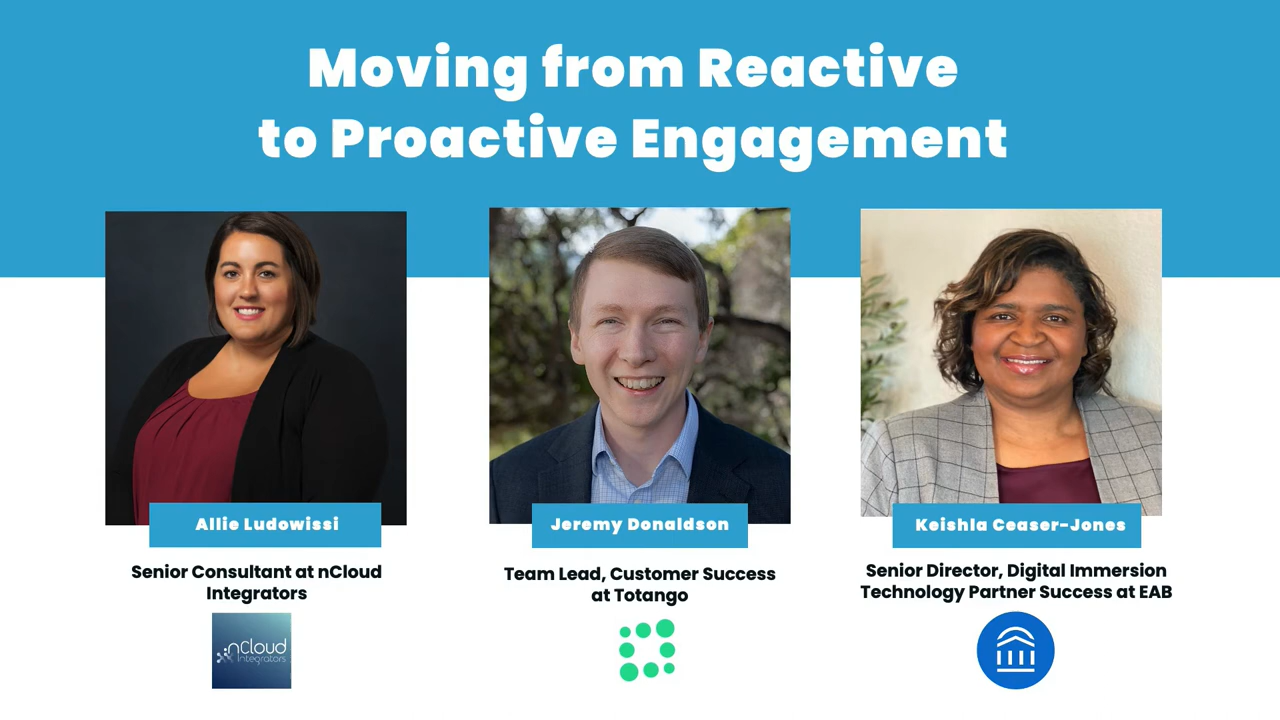 Moving from Reactive
to Proactive Engagement
Allie Ludowissi
Senior Consultant at nCloud
Integrators
nCloud
Integrators
Jeremy Donaldson
Team Lead, Customer Success
at Totango
Keishla Ceaser-Jones
Senior Director, Digital Immersion
Technology Partner Success at EAB